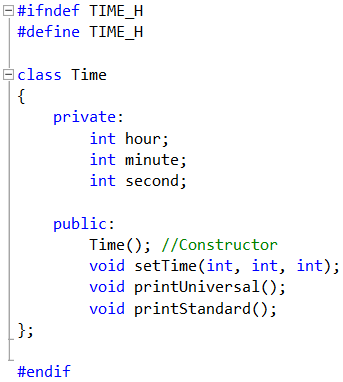 #ifndef TIME_H
#define TIME_H
class Time
{
private:
int hour;
int minute;
int second;
public:
Time(); //Constructor
void setTime(int, int, int);
void printUniversal();
void printStandard();
};
#endif